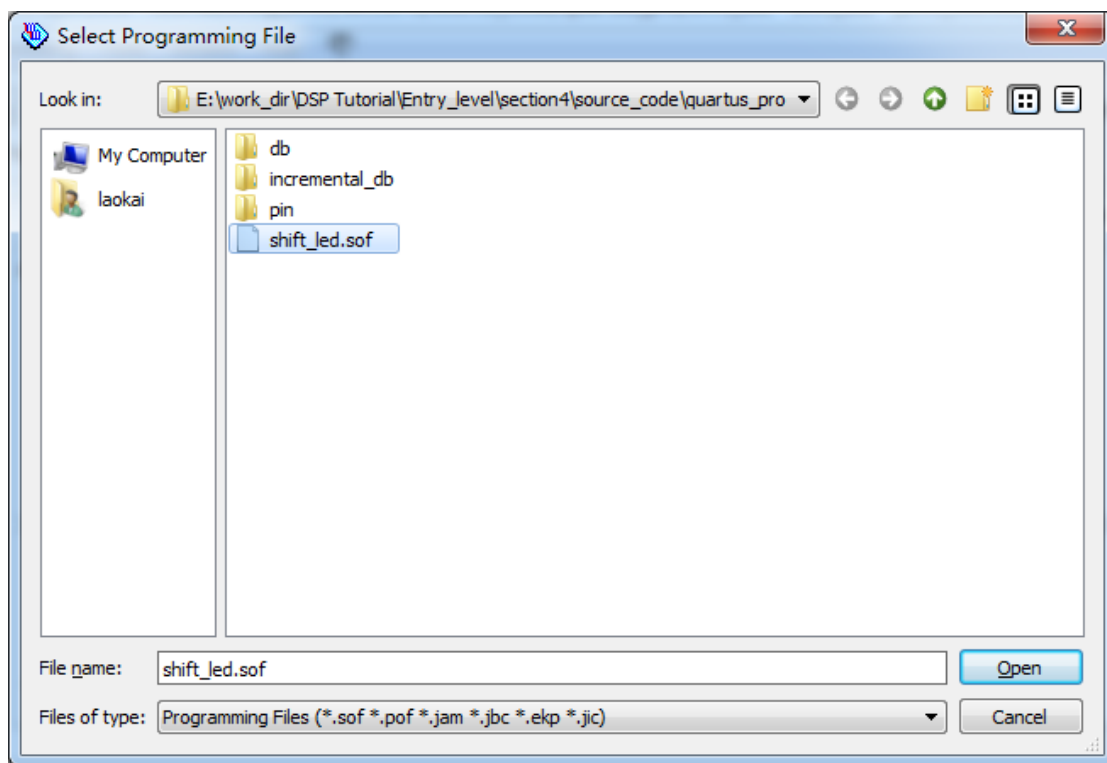 Select Programming File
Look in: E:\work_dir\DSP Tutorial\Entry_level\section4\source_code\quartus_pro
My Computer
laokai
db
incremental_db
pin
shift_led.sof
File name: shift_led.sof Open
Files of type: Programming Files (*.sof *.pof *.jam *.jbc *.ekp *.jic) Cancel